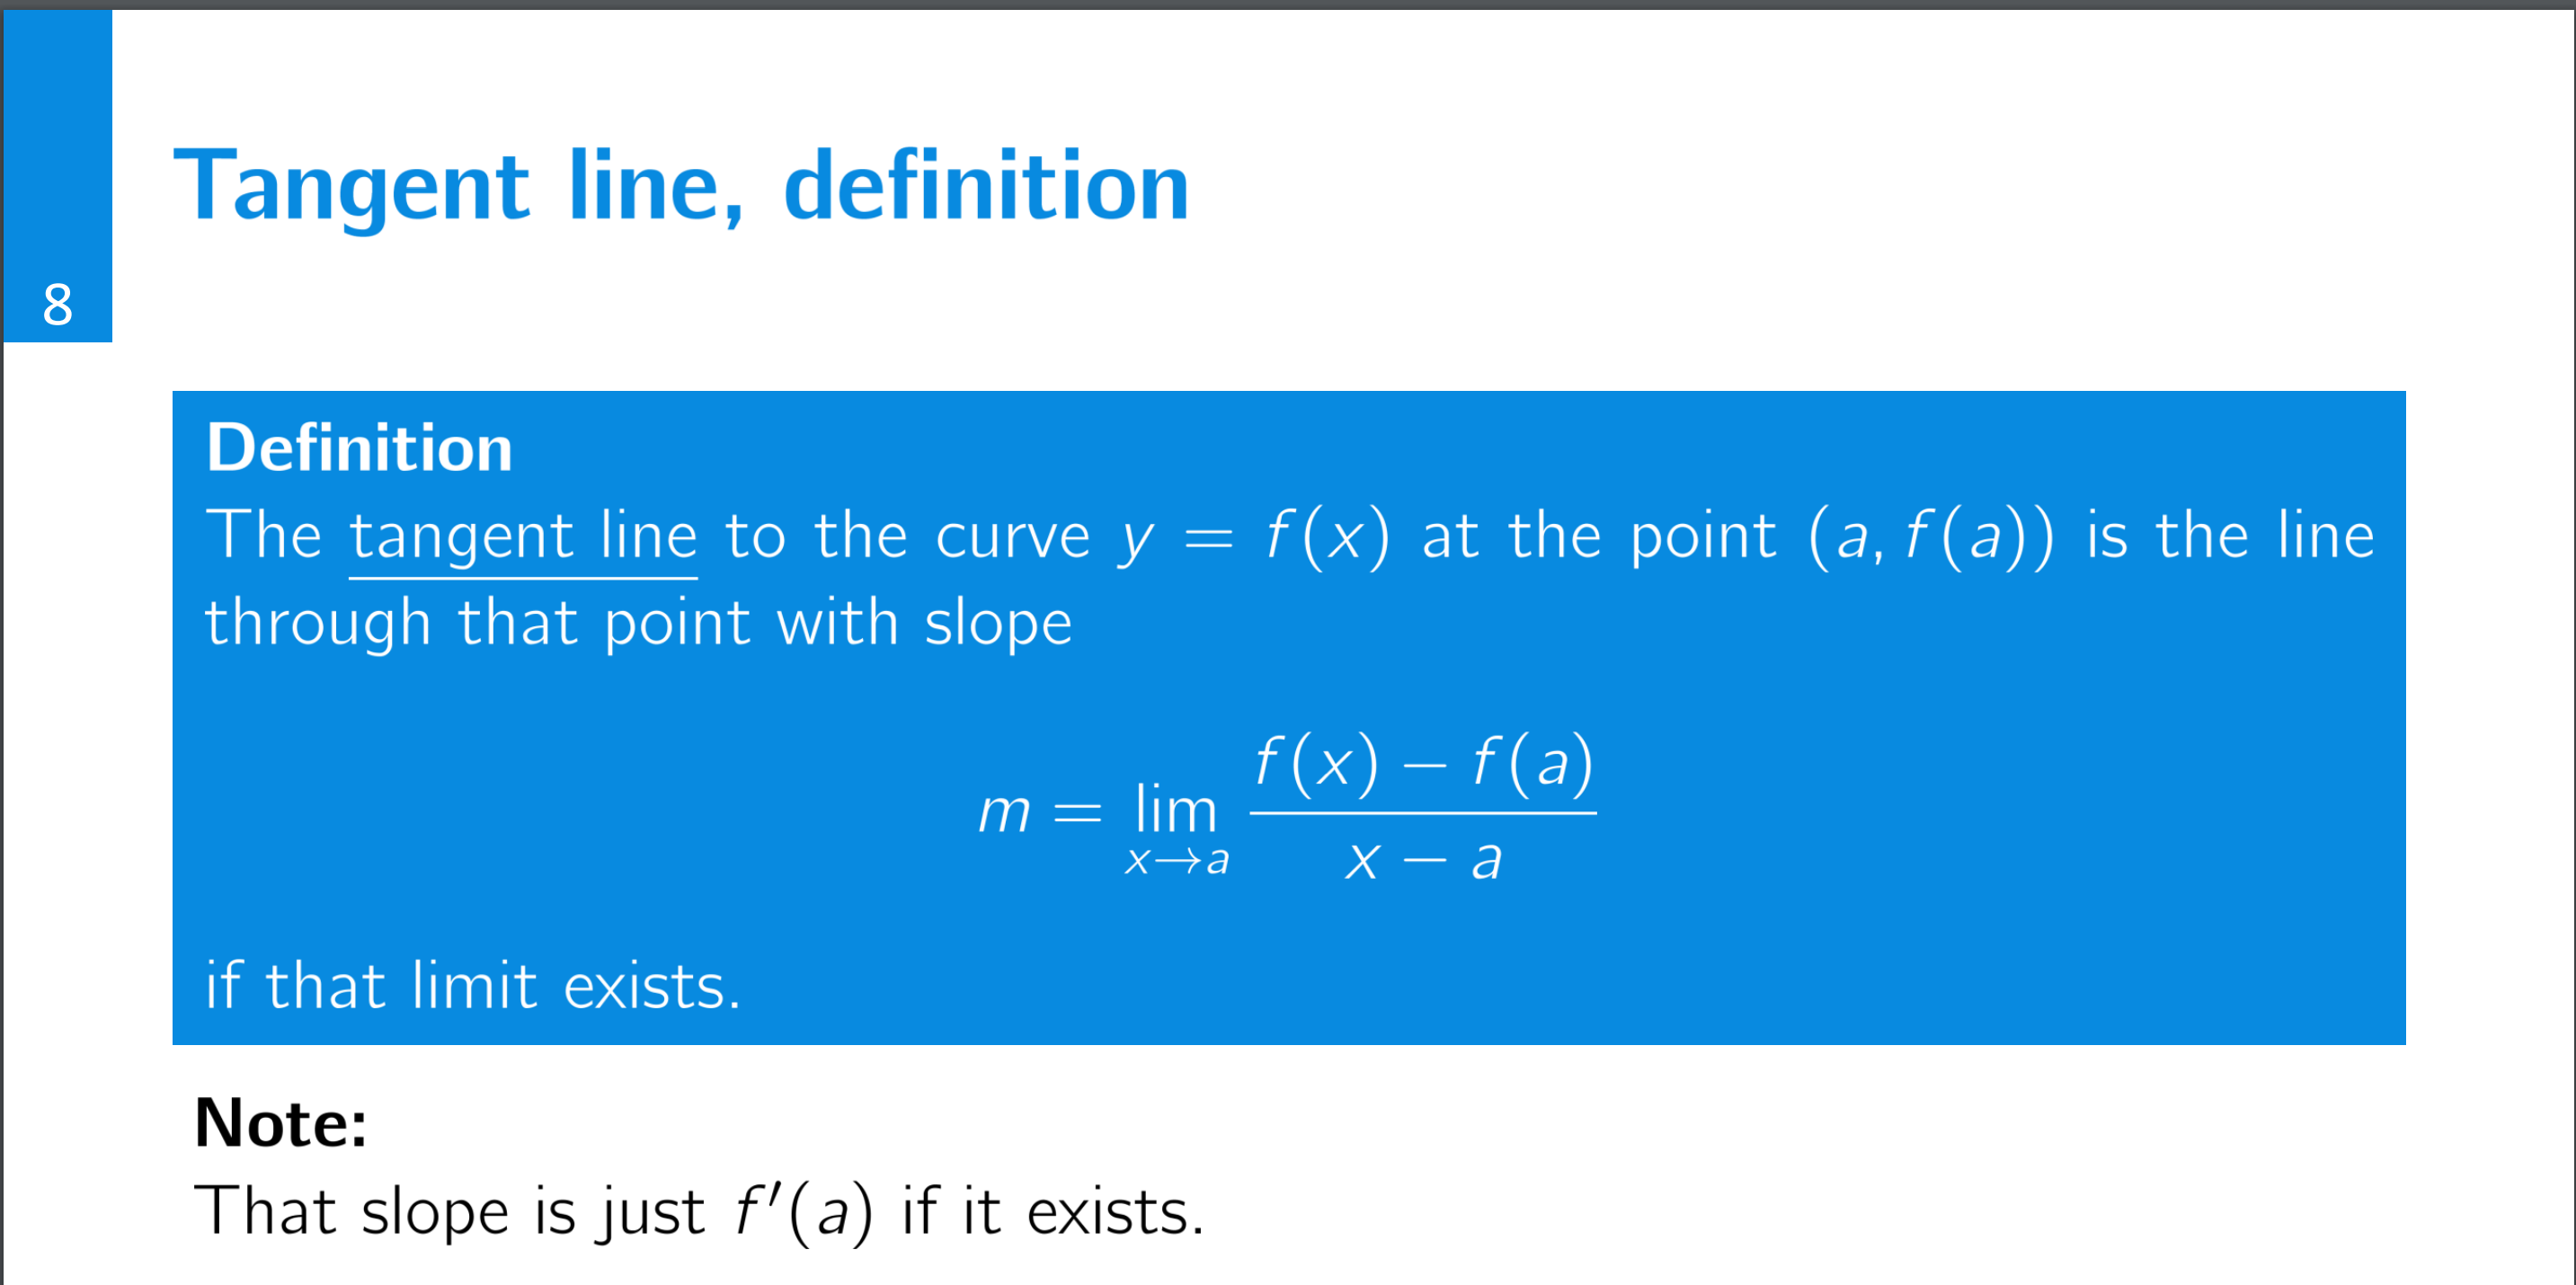 Tangent line, definition
8
Definition
The tangent line to the curve y = f(x) at the point (a, f(a)) is the line
through that point with slope
m = lim_{x→a} \frac{f(x) − f(a)}{x − a}
if that limit exists.
Note:
That slope is just f′(a) if it exists.